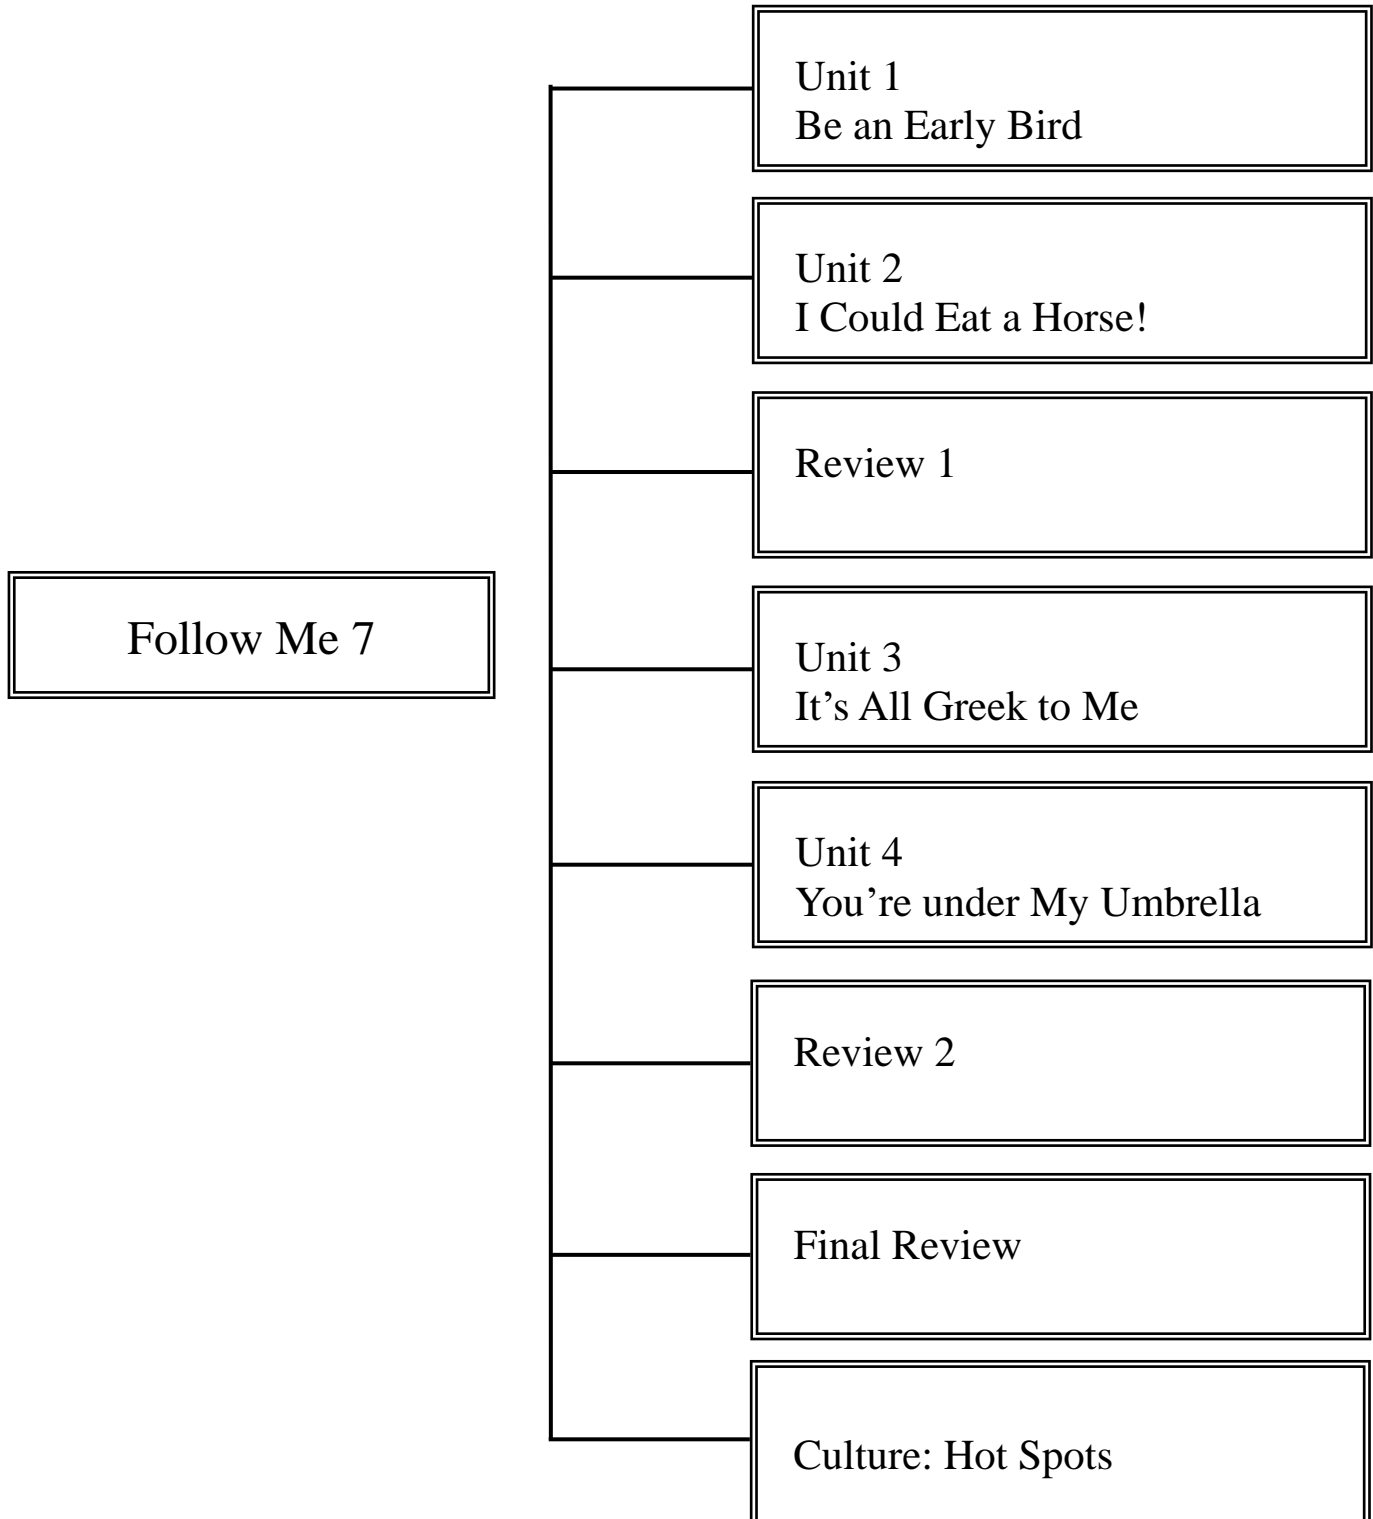 Follow Me 7
Unit 1
Be an Early Bird
Unit 2
I Could Eat a Horse!
Review 1
Unit 3
It’s All Greek to Me
Unit 4
You’re under My Umbrella
Review 2
Final Review
Culture: Hot Spots